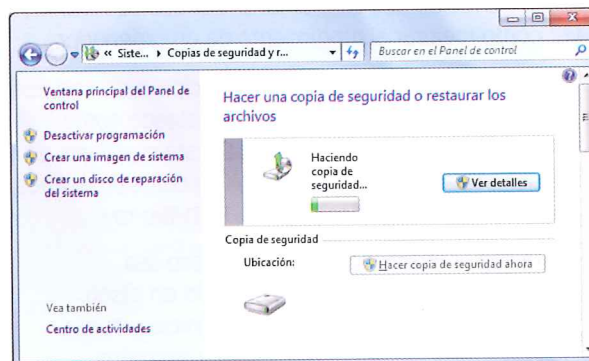 « Siste... ▸ Copias de seguridad y r...
Buscar en el Panel de control
Ventana principal del Panel de
control
Desactivar programación
Crear una imagen de sistema
Crear un disco de reparación
del sistema
Vea también
Centro de actividades
Hacer una copia de seguridad o restaurar los
archivos
Haciendo
copia de
seguridad...
Ver detalles
Copia de seguridad
Ubicación:
Hacer copia de seguridad ahora